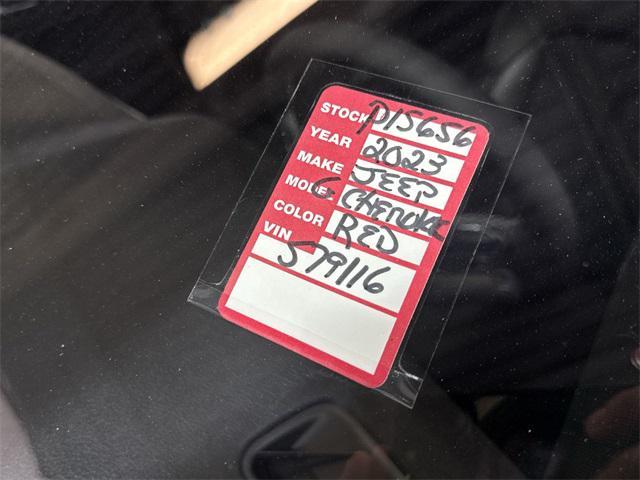 STOCK P15656
YEAR 2023
MAKE JEEP
MODEL G CHEROKEE
COLOR RED
VIN
579116